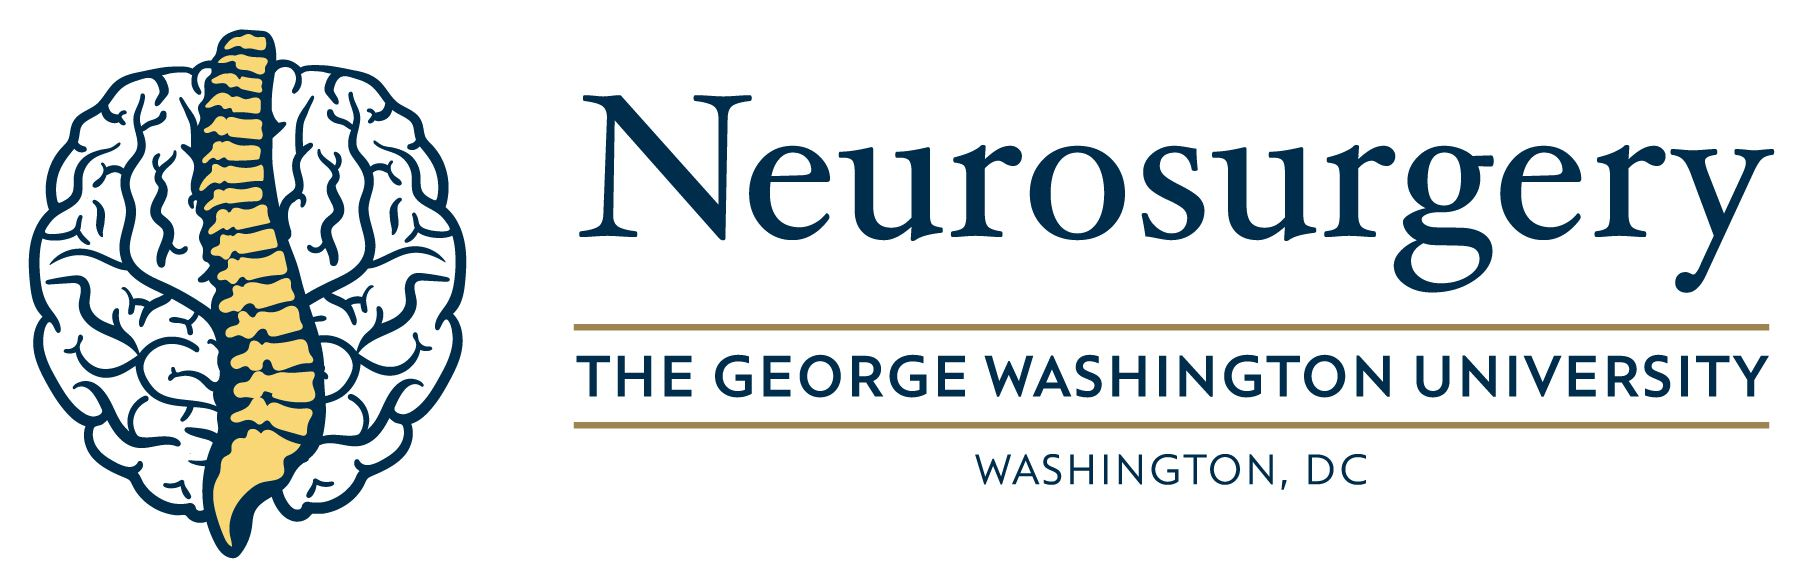 Neurosurgery
THE GEORGE WASHINGTON UNIVERSITY
WASHINGTON, DC